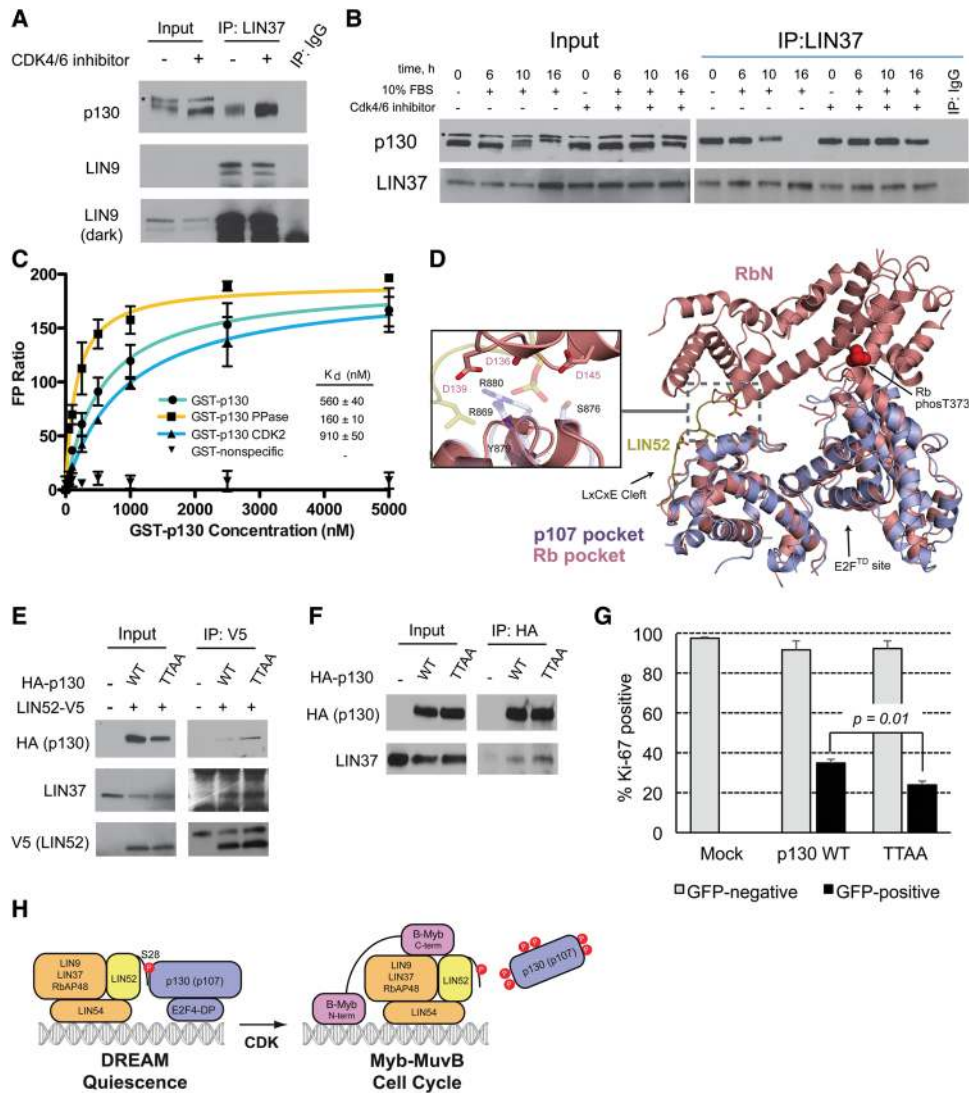 A
Input IP: LIN37 IP: IgG
CDK4/6 inhibitor - + - +
p130
LIN9
LIN9
(dark)
B
Input IP:LIN37
time, h 0 6 10 16 0 6 10 16 0 6 10 16 0 6 10 16 IP: IgG
10% FBS - + + + - + + + - + + + - + + +
Cdk4/6 inhibitor - - - - + + + + - - - - + + + +
p130
LIN37
C
FP Ratio
200
150
100
50
0
0 1000 2000 3000 4000 5000
GST-p130 Concentration (nM)
Kd (nM)
GST-p130 560 ± 40
GST-p130 PPase 160 ± 10
GST-p130 CDK2 910 ± 50
GST-nonspecific -
D
RbN
D136
D139 D145
R880
R869 S876
Y879
LIN52
Rb
phosT373
LxCxE Cleft
p107 pocket
Rb pocket
E2F^TD site
E
Input IP: V5
HA-p130 - WT TTAA - WT TTAA
LIN52-V5 - + + - + +
HA (p130)
LIN37
V5 (LIN52)
F
Input IP: HA
HA-p130 - WT TTAA - WT TTAA
HA (p130)
LIN37
G
% Ki-67 positive
100
80
60
40
20
0
p = 0.01
Mock p130 WT TTAA
GFP-negative GFP-positive
H
LIN9
LIN37
RbAP48
LIN52
S28
P
p130 (p107)
LIN54
E2F4-DP
DREAM
Quiescence
CDK
B-Myb
C-term
LIN9
LIN37
RbAP48
LIN52
P
B-Myb
N-term
LIN54
P P P P P P
p130 (p107)
Myb-MuvB
Cell Cycle